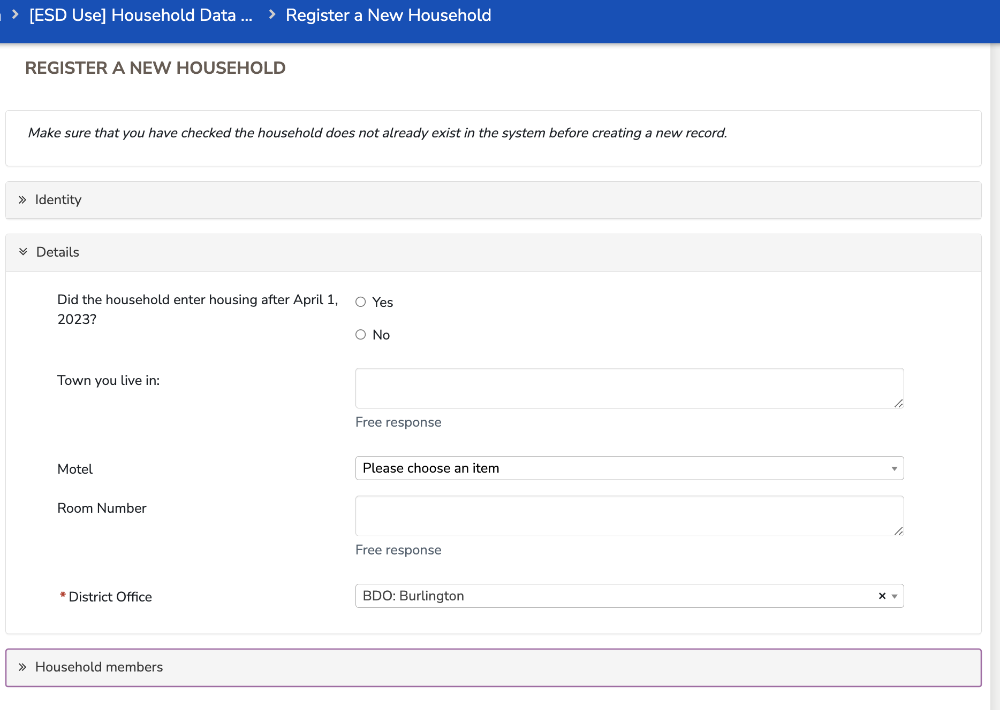 [ESD Use] Household Data ... > Register a New Household
REGISTER A NEW HOUSEHOLD
Make sure that you have checked the household does not already exist in the system before creating a new record.
Identity
Details
Did the household enter housing after April 1,
2023?
Yes
No
Town you live in:
Free response
Motel
Please choose an item
Room Number
Free response
* District Office
BDO: Burlington
Household members